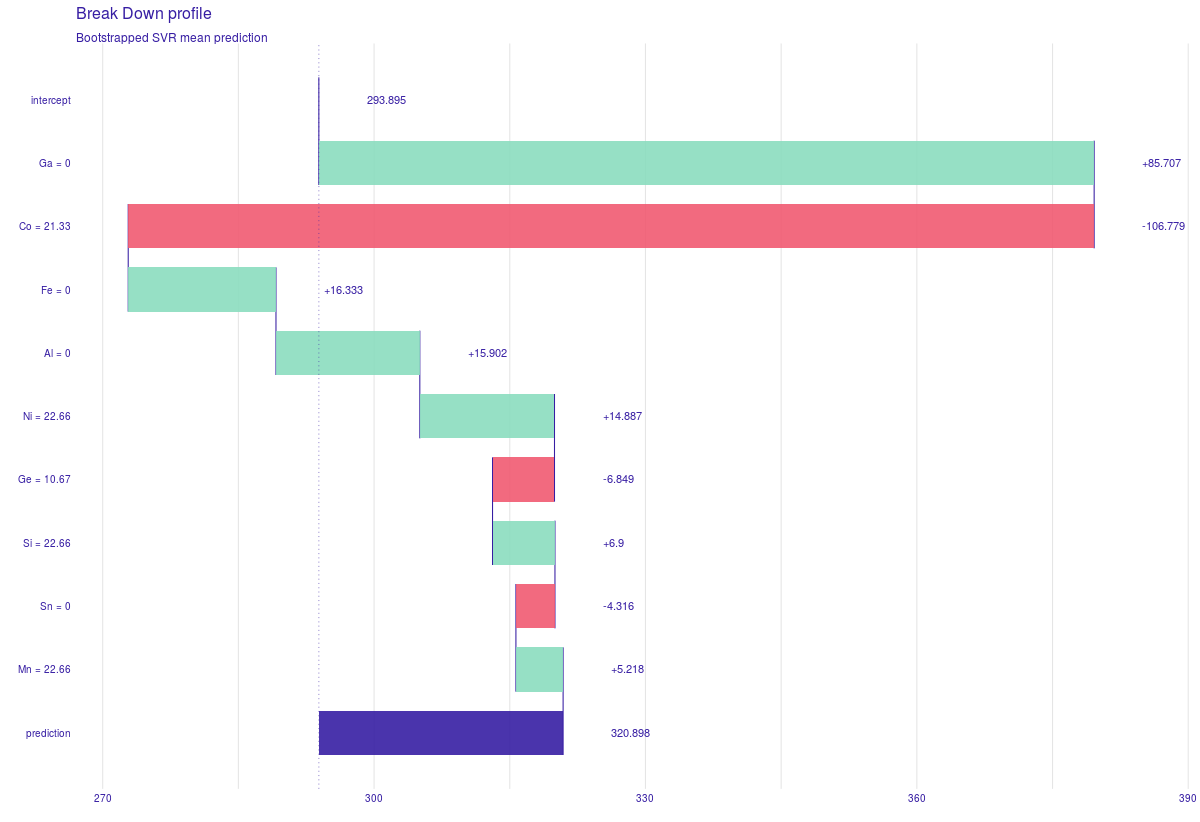 Break Down profile
Bootstrapped SVR mean prediction
intercept 293.895
Ga = 0 +85.707
Co = 21.33 -106.779
Fe = 0 +16.333
Al = 0 +15.902
Ni = 22.66 +14.887
Ge = 10.67 -6.849
Si = 22.66 +6.9
Sn = 0 -4.316
Mn = 22.66 +5.218
prediction 320.898
270 300 330 360 390